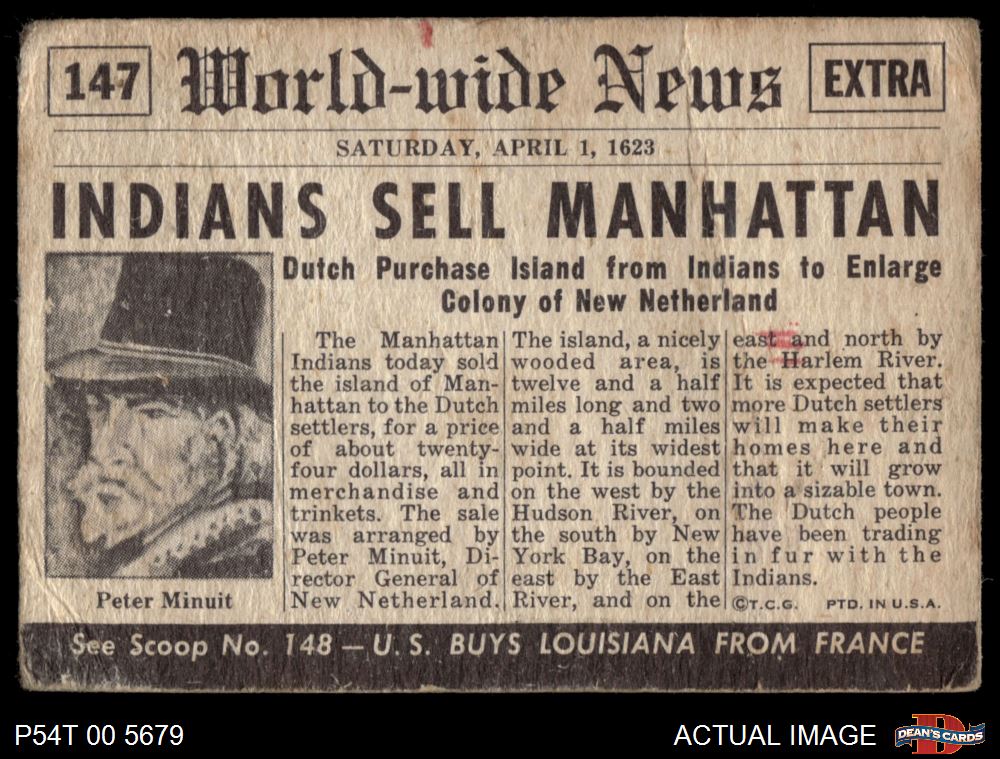 147 World-wide News EXTRA
SATURDAY, APRIL 1, 1623
INDIANS SELL MANHATTAN
Dutch Purchase Island from Indians to Enlarge
Colony of New Netherland
Peter Minuit
The Manhattan
Indians today sold
the island of Man-
hattan to the Dutch
settlers, for a price
of about twenty-
four dollars, all in
merchandise and
trinkets. The sale
was arranged by
Peter Minuit, Di-
rector General of
New Netherland.
The island, a nicely
wooded area, is
twelve and a half
miles long and two
and a half miles
wide at its widest
point. It is bounded
on the west by the
Hudson River, on
the south by New
York Bay, on the
east by the East
River, and on the
east and north by
the Harlem River.
It is expected that
more Dutch settlers
will make their
homes here and
that it will grow
into a sizable town.
The Dutch people
have been trading
in fur with the
Indians.
©T.C.G. PTD. IN U.S.A.
See Scoop No. 148 — U. S. BUYS LOUISIANA FROM FRANCE
P54T 00 5679 ACTUAL IMAGE DEAN'S CARDS